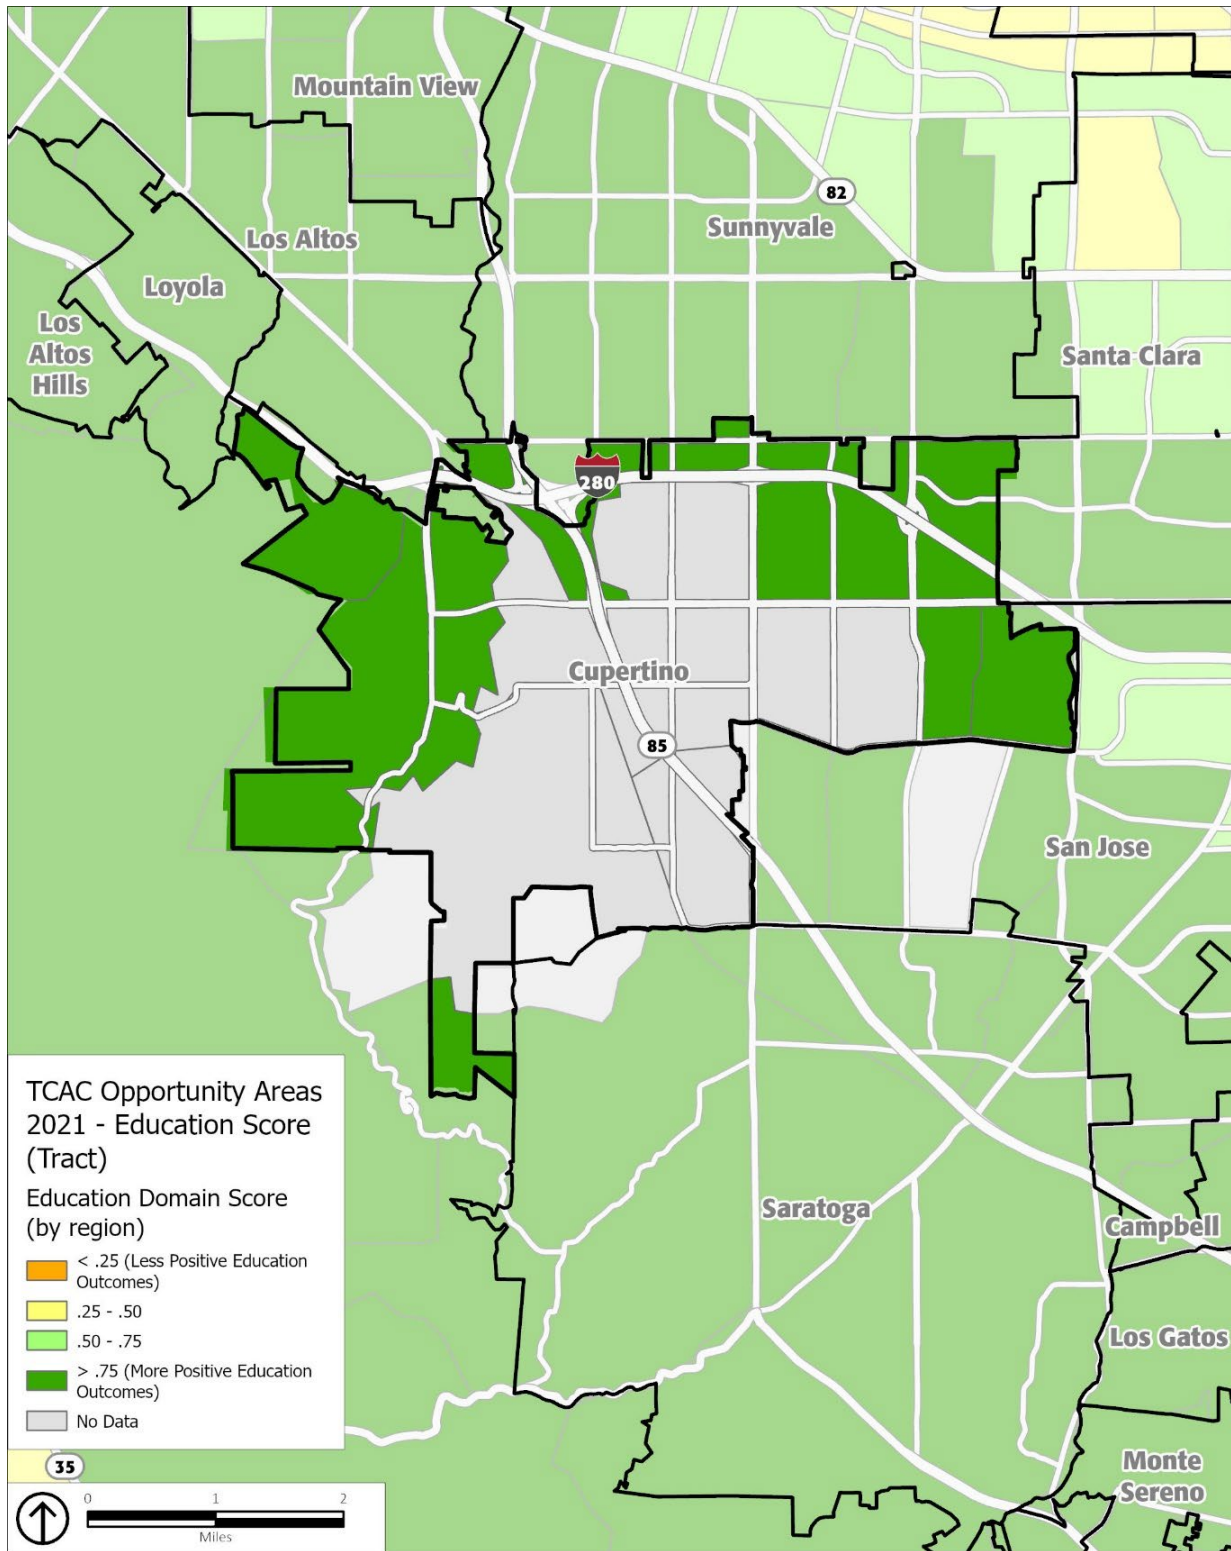 Mountain View
82
Sunnyvale
Los Altos
Loyola
Los
Altos
Hills
Santa Clara
280
Cupertino
85
San Jose
TCAC Opportunity Areas
2021 - Education Score
(Tract)
Education Domain Score
(by region)
< .25 (Less Positive Education
Outcomes)
.25 - .50
.50 - .75
> .75 (More Positive Education
Outcomes)
No Data
Saratoga
Campbell
Los Gatos
Monte
Sereno
35
0 1 2
Miles